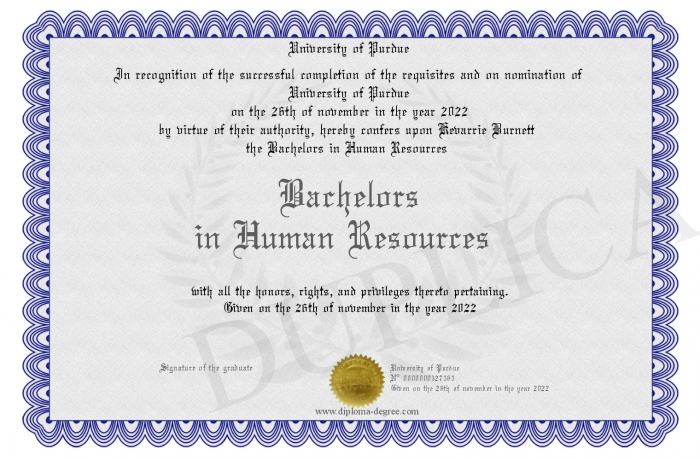 University of Purdue
In recognition of the successful completion of the requisites and on nomination of
University of Purdue
on the 26th of november in the year 2022
by virtue of their authority, hereby confers upon Kevarrie Burnett
the Bachelors in Human Resources
Bachelors
in Human Resources
with all the honors, rights, and privileges thereto pertaining.
Given on the 26th of november in the year 2022
DUPLICA
Signature of the graduate
University of Purdue
Nº
Given on the 26th of november in the year 2022
www.diploma-degree.com